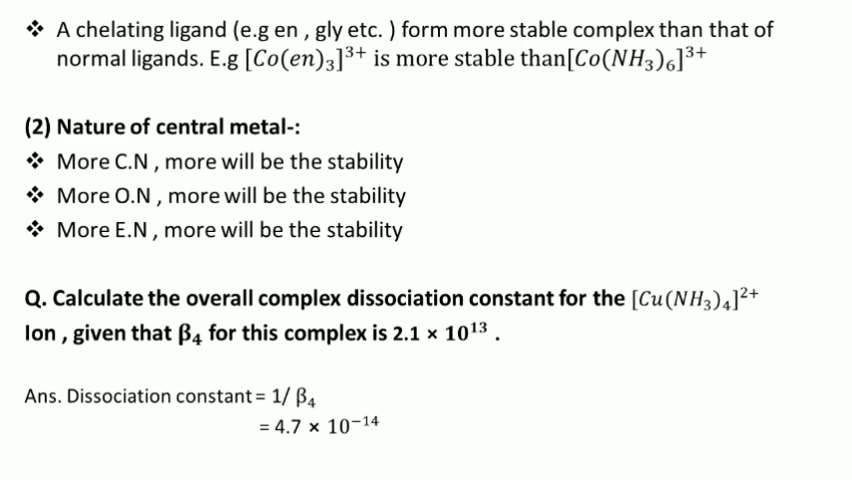 ❖ A chelating ligand (e.g en , gly etc. ) form more stable complex than that of
normal ligands. E.g [Co(en)₃]³⁺ is more stable than[Co(NH₃)₆]³⁺
(2) Nature of central metal-:
❖ More C.N , more will be the stability
❖ More O.N , more will be the stability
❖ More E.N , more will be the stability
Q. Calculate the overall complex dissociation constant for the [Cu(NH₃)₄]²⁺
Ion , given that β₄ for this complex is 2.1 × 10¹³ .
Ans. Dissociation constant = 1/ β₄
= 4.7 × 10⁻¹⁴